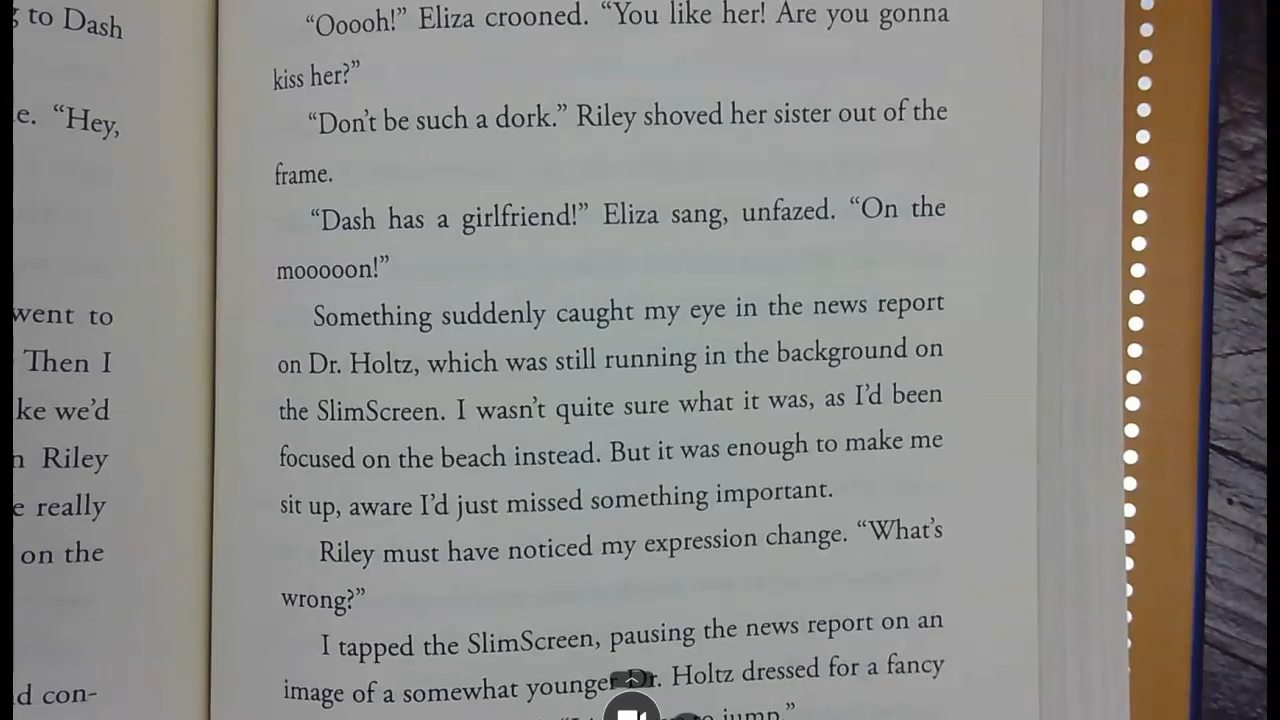 g to Dash
e. “Hey,
went to
Then I
ke we’d
n Riley
e really
on the
d con-
“Ooooh!” Eliza crooned. “You like her! Are you gonna
kiss her?”
“Don’t be such a dork.” Riley shoved her sister out of the
frame.
“Dash has a girlfriend!” Eliza sang, unfazed. “On the
mooooon!”
Something suddenly caught my eye in the news report
on Dr. Holtz, which was still running in the background on
the SlimScreen. I wasn’t quite sure what it was, as I’d been
focused on the beach instead. But it was enough to make me
sit up, aware I’d just missed something important.
Riley must have noticed my expression change. “What’s
wrong?”
I tapped the SlimScreen, pausing the news report on an
image of a somewhat younger Dr. Holtz dressed for a fancy
to jump.”